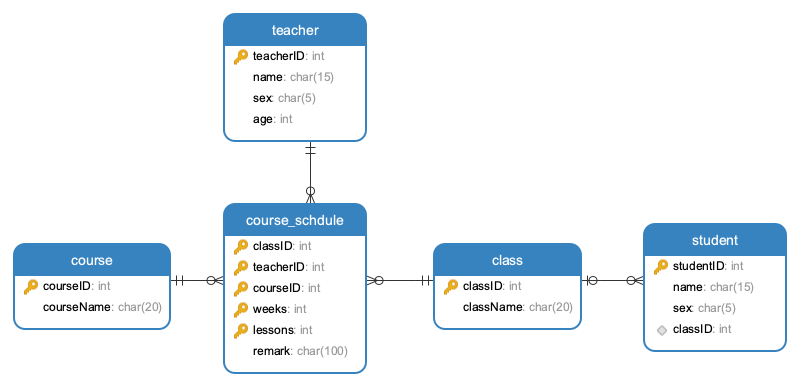 teacher
teacherID: int
name: char(15)
sex: char(5)
age: int
course
courseID: int
courseName: char(20)
course_schdule
classID: int
teacherID: int
courseID: int
weeks: int
lessons: int
remark: char(100)
class
classID: int
className: char(20)
student
studentID: int
name: char(15)
sex: char(5)
classID: int